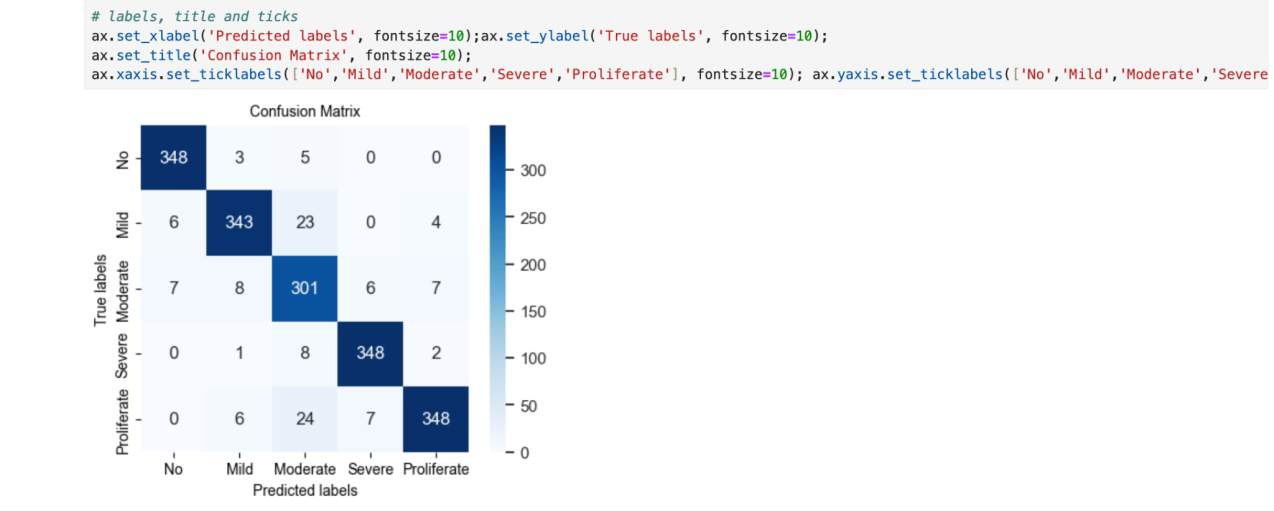 # labels, title and ticks
ax.set_xlabel('Predicted labels', fontsize=10);ax.set_ylabel('True labels', fontsize=10);
ax.set_title('Confusion Matrix', fontsize=10);
ax.xaxis.set_ticklabels(['No','Mild','Moderate','Severe','Proliferate'], fontsize=10); ax.yaxis.set_ticklabels(['No','Mild','Moderate','Severe
Confusion Matrix
True labels
No 348 3 5 0 0
Mild 6 343 23 0 4
Moderate 7 8 301 6 7
Severe 0 1 8 348 2
Proliferate 0 6 24 7 348
No Mild Moderate Severe Proliferate
Predicted labels
300
250
200
150
100
50
0